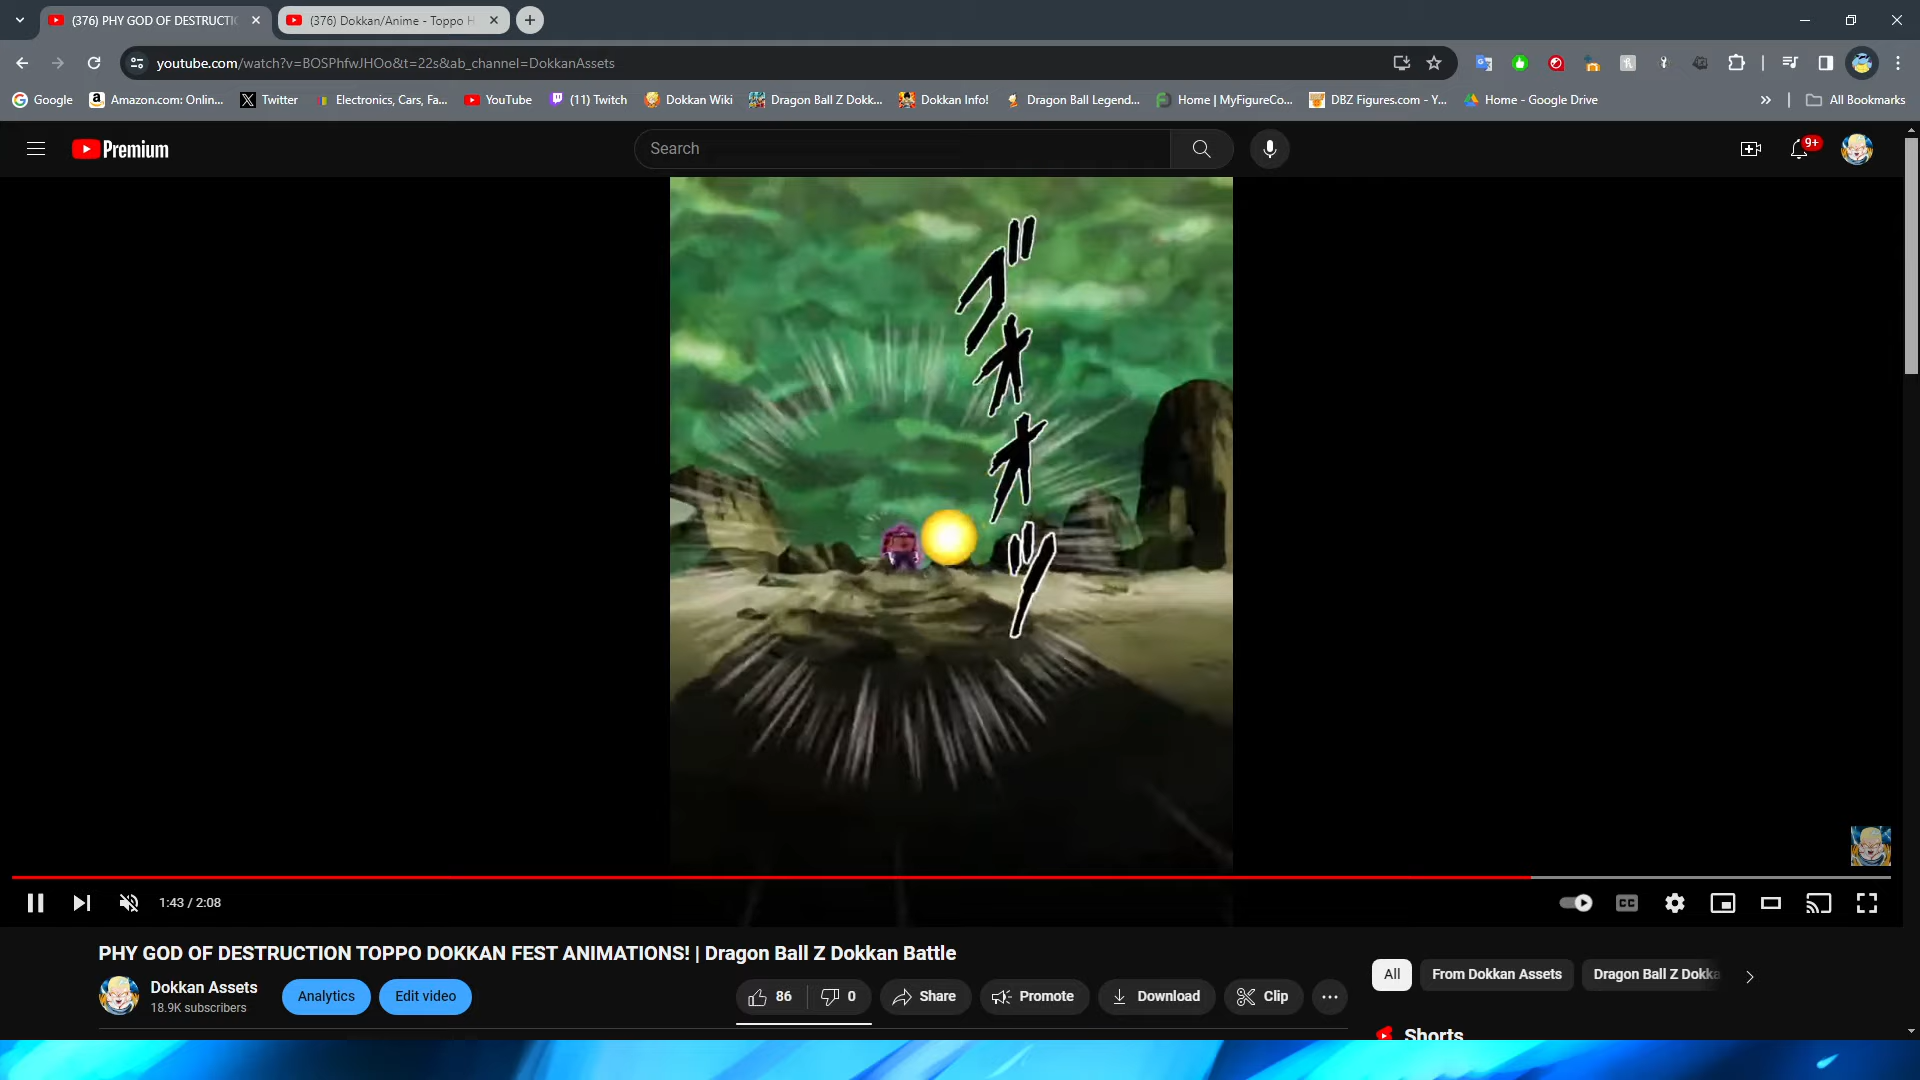 (376) PHY GOD OF DESTRUCTI
(376) Dokkan/Anime - Toppo H
youtube.com/watch?v=BOSPhfwJHOo&t=22s&ab_channel=DokkanAssets
Google
Amazon.com: Onlin...
Twitter
Electronics, Cars, Fa...
YouTube
(11) Twitch
Dokkan Wiki
Dragon Ball Z Dokk...
Dokkan Info!
Dragon Ball Legend...
Home | MyFigureCo...
DBZ Figures.com - Y...
Home - Google Drive
All Bookmarks
Premium
Search
9+
グオオッ
1:43 / 2:08
CC
PHY GOD OF DESTRUCTION TOPPO DOKKAN FEST ANIMATIONS! | Dragon Ball Z Dokkan Battle
Dokkan Assets
18.9K subscribers
Analytics
Edit video
86
0
Share
Promote
Download
Clip
All
From Dokkan Assets
Dragon Ball Z Dokka
Shorts